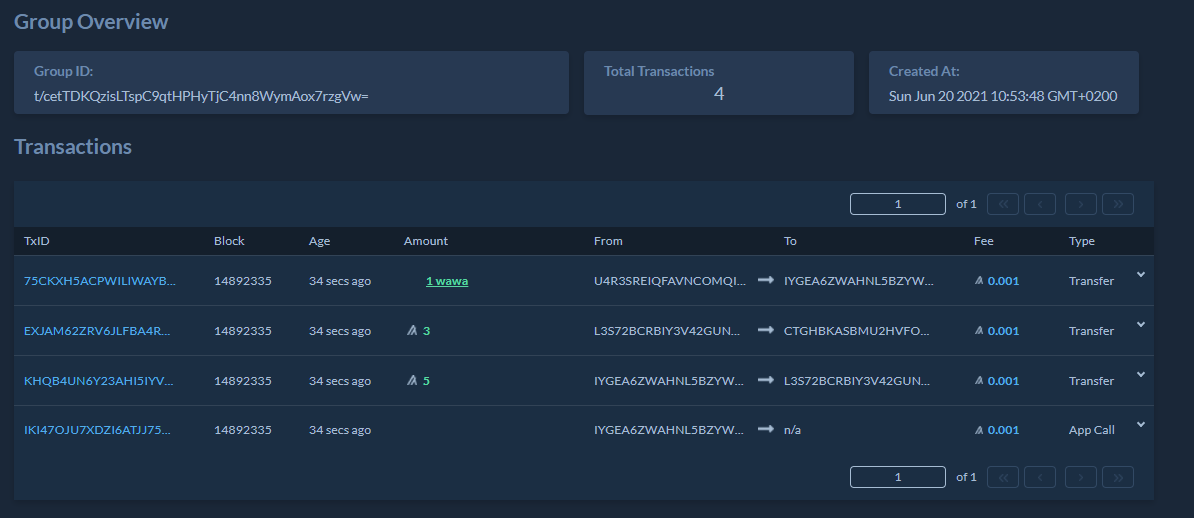 Group Overview
Group ID: Total Transactions Created At:
t/cetTDKQzisLTspC9qtHPHyTjC4nn8WymAox7rzgVw= 4 Sun Jun 20 2021 10:53:48 GMT+0200
Transactions
1 of 1
TxID Block Age Amount From To Fee Type
75CKXH5ACPWILIWAYB... 14892335 34 secs ago 1 wawa U4R3SREIQFAVNCOMQI... IYGEA6ZWAHNL5BZYW... 0.001 Transfer
EXJAM62ZRV6JLFBA4R... 14892335 34 secs ago 3 L3S72BCRBIY3V42GUN... CTGHBKASBMU2HVFO... 0.001 Transfer
KHQB4UN6Y23AHI5IYV... 14892335 34 secs ago 5 IYGEA6ZWAHNL5BZYW... L3S72BCRBIY3V42GUN... 0.001 Transfer
IKI47OJU7XDZI6ATJJ75... 14892335 34 secs ago IYGEA6ZWAHNL5BZYW... n/a 0.001 App Call
1 of 1